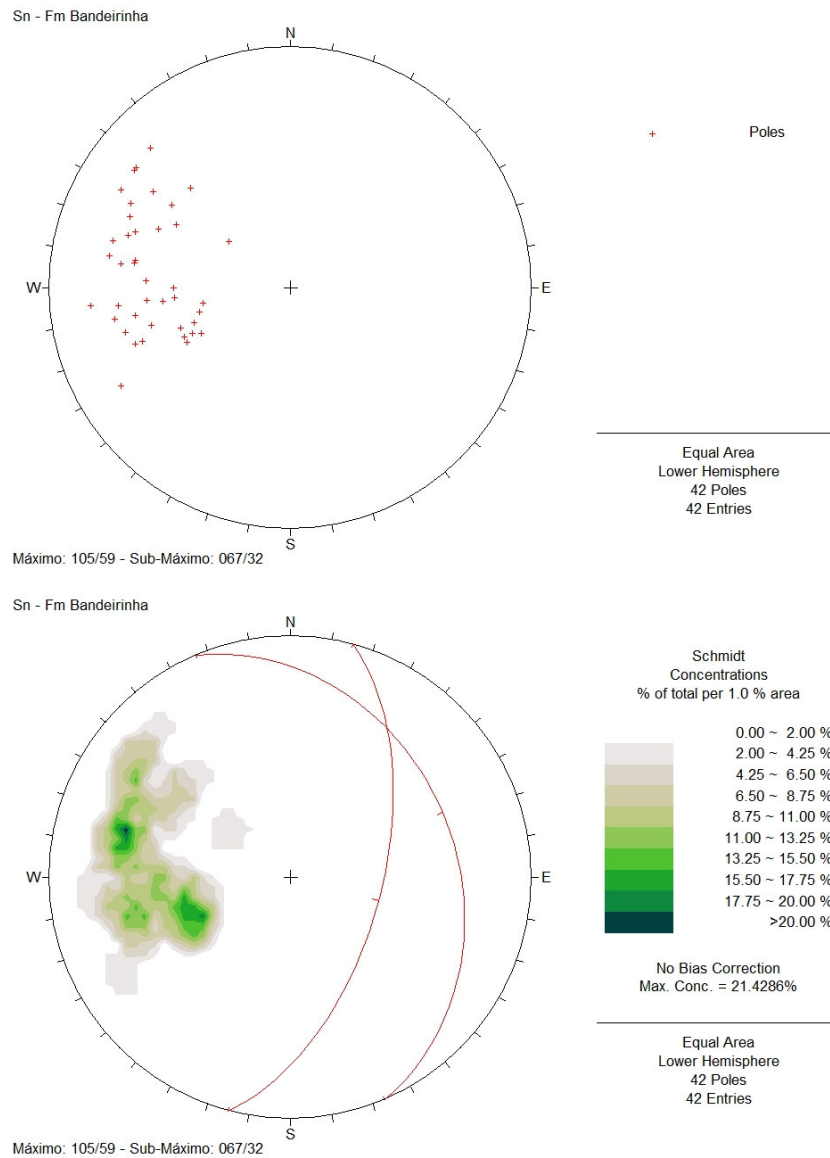 Sn - Fm Bandeirinha
N
W
E
S
Poles
Equal Area
Lower Hemisphere
42 Poles
42 Entries
Máximo: 105/59 - Sub-Máximo: 067/32
Sn - Fm Bandeirinha
N
W
E
S
Schmidt
Concentrations
% of total per 1.0 % area
0.00 ~ 2.00 %
2.00 ~ 4.25 %
4.25 ~ 6.50 %
6.50 ~ 8.75 %
8.75 ~ 11.00 %
11.00 ~ 13.25 %
13.25 ~ 15.50 %
15.50 ~ 17.75 %
17.75 ~ 20.00 %
>20.00 %
No Bias Correction
Max. Conc. = 21.4286%
Equal Area
Lower Hemisphere
42 Poles
42 Entries
Máximo: 105/59 - Sub-Máximo: 067/32